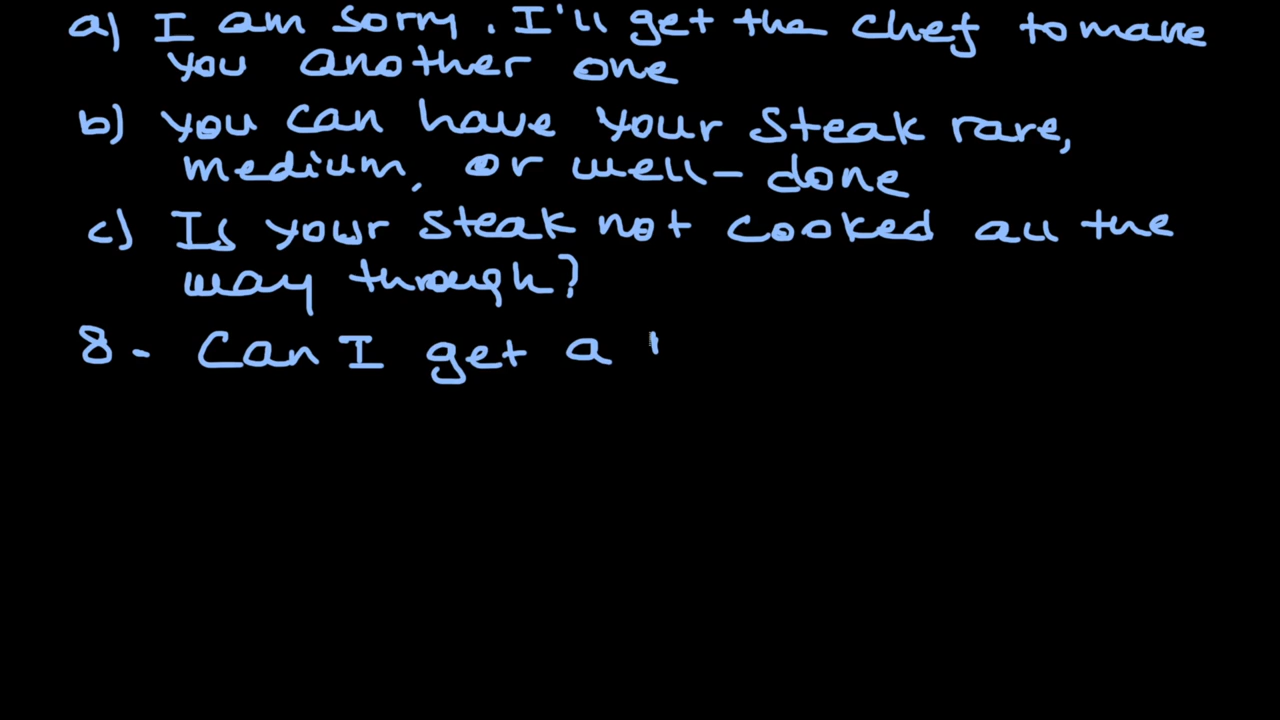 a) I am sorry. I'll get the chef to make
you another one
b) you can have your steak rare,
medium, or well-done
c) Is your steak not cooked all the
way through?
8- Can I get a